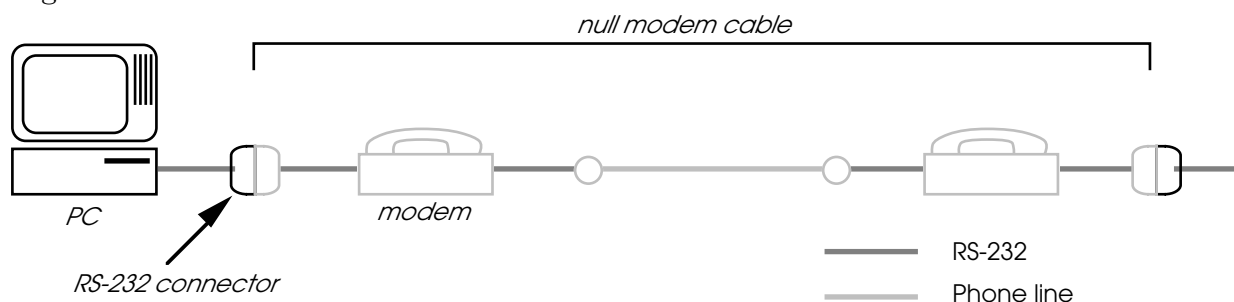 null modem cable
PC
modem
RS-232 connector
RS-232
Phone line